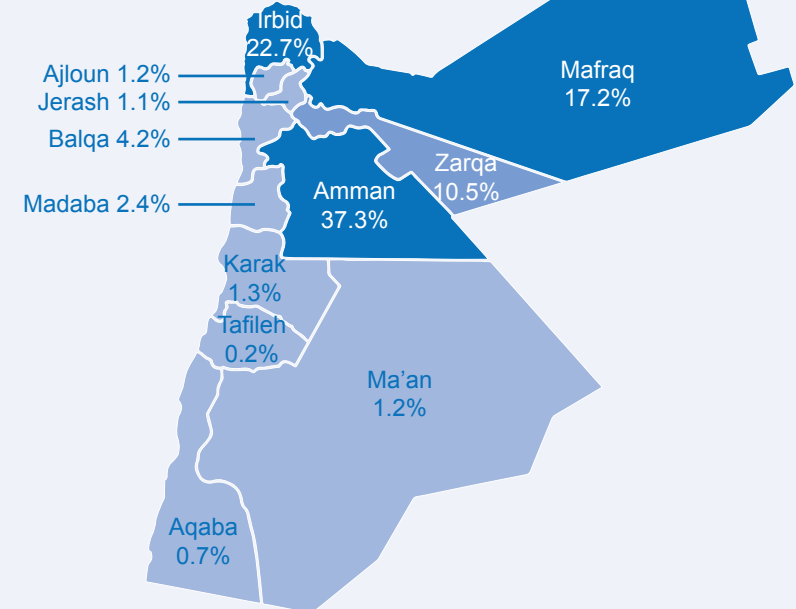 Irbid
22.7%
Ajloun 1.2%
Jerash 1.1%
Balqa 4.2%
Madaba 2.4%
Mafraq
17.2%
Zarqa
10.5%
Amman
37.3%
Karak
1.3%
Tafileh
0.2%
Ma’an
1.2%
Aqaba
0.7%